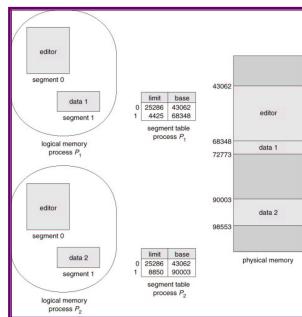 editor
segment 0
data 1
segment 1
logical memory
process P1
limit base
0 25286 43062
1 4425 68348
segment table
process P1
editor
segment 0
data 2
segment 1
logical memory
process P2
limit base
0 25286 43062
1 8850 90003
segment table
process P2
43062
editor
68348
data 1
72773
90003
data 2
98553
physical memory